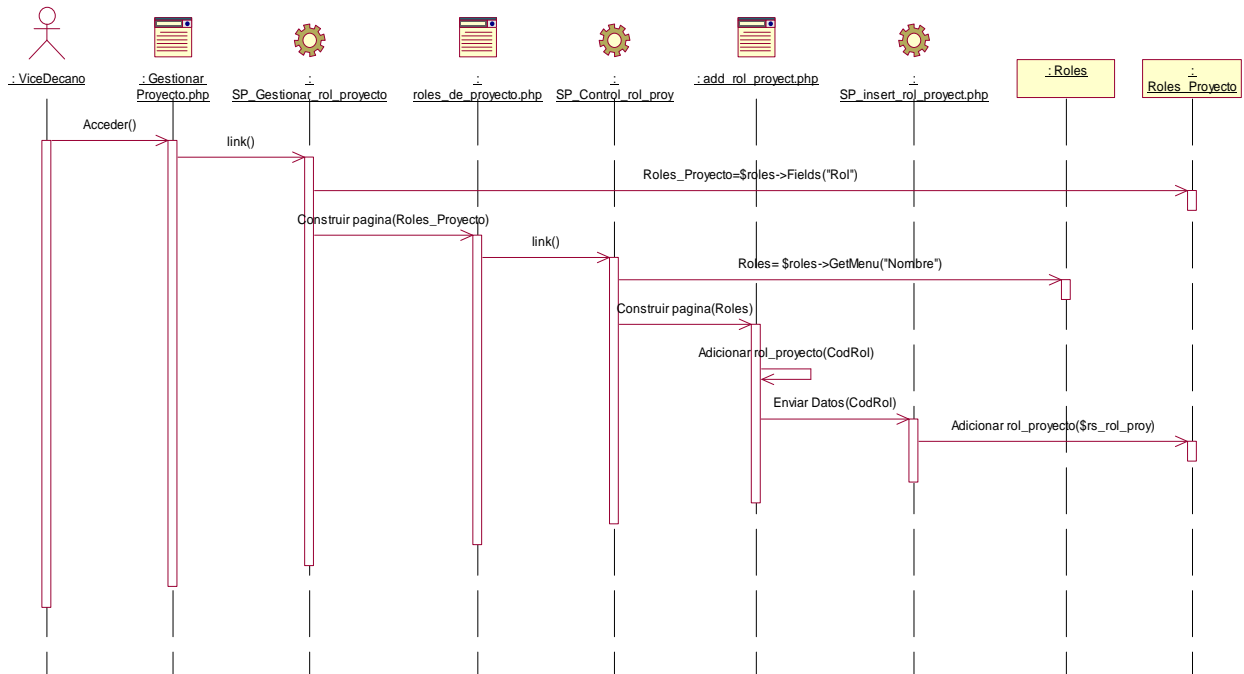 : ViceDecano
: Gestionar
Proyecto.php
:
SP_Gestionar_rol_proyecto
:
roles_de_proyecto.php
:
SP_Control_rol_proy
: add_rol_proyect.php
:
SP_insert_rol_proyect.php
: Roles
:
Roles_Proyecto
Acceder()
link()
Roles_Proyecto=$roles->Fields("Rol")
Construir pagina(Roles_Proyecto)
link()
Roles= $roles->GetMenu("Nombre")
Construir pagina(Roles)
Adicionar rol_proyecto(CodRol)
Enviar Datos(CodRol)
Adicionar rol_proyecto($rs_rol_proy)